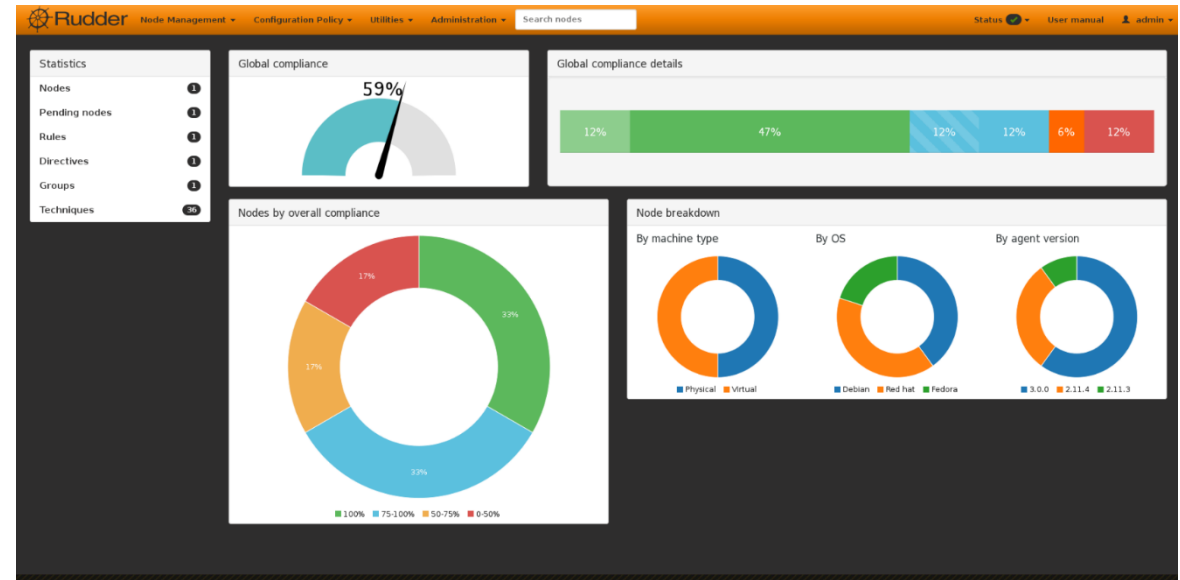 Rudder Node Management Configuration Policy Utilities Administration Search nodes Status User manual admin
Statistics
Nodes 1
Pending nodes 1
Rules 1
Directives 1
Groups 1
Techniques 36
Global compliance
59%
Global compliance details
12% 47% 12% 12% 6% 12%
Nodes by overall compliance
17% 33%
17%
33%
100% 75-100% 50-75% 0-50%
Node breakdown
By machine type By OS By agent version
Physical Virtual Debian Red hat Fedora 3.0.0 2.11.4 2.11.3